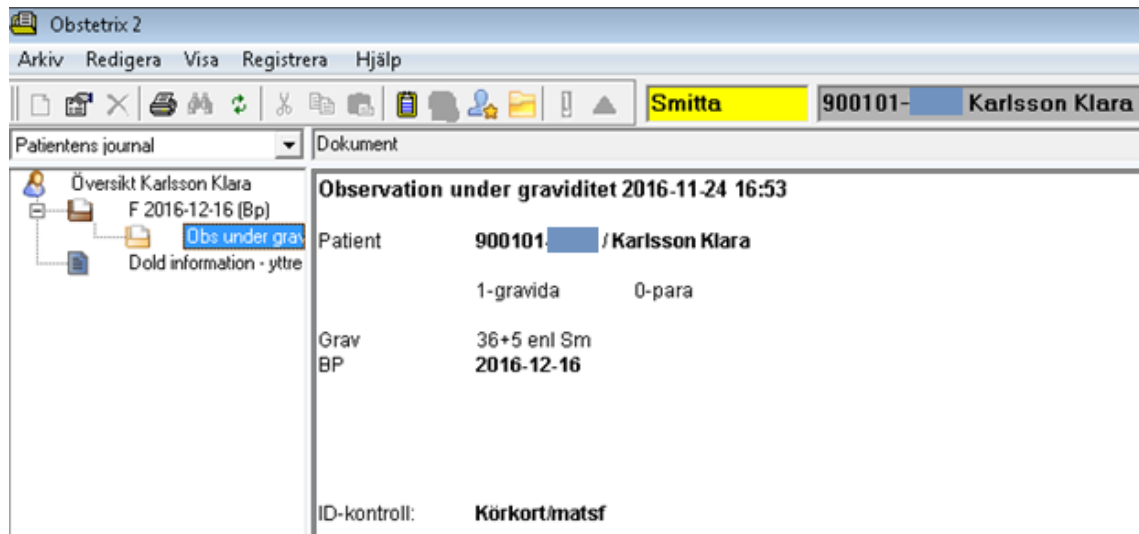 Obstetrix 2
Arkiv Redigera Visa Registrera Hjälp
Smitta 900101- Karlsson Klara
Patientens journal Dokument
Översikt Karlsson Klara
F 2016-12-16 (Bp)
Obs under grav
Dold information - yttre
Observation under graviditet 2016-11-24 16:53
Patient 900101- / Karlsson Klara
1-gravida 0-para
Grav 36+5 enl Sm
BP 2016-12-16
ID-kontroll: Körkort/matsf